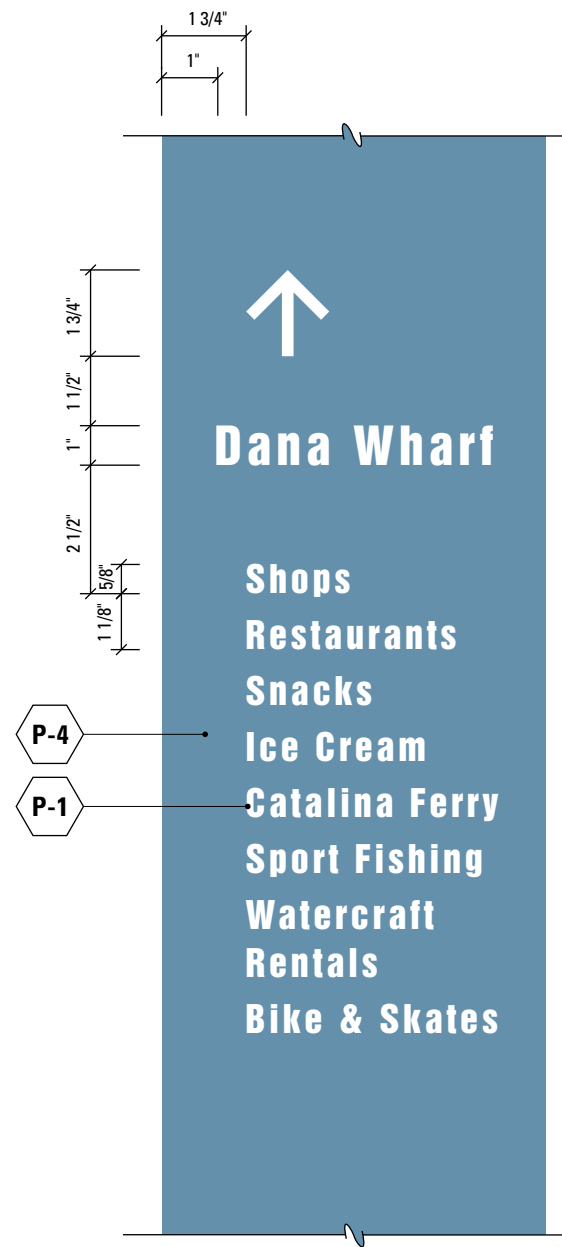 1 3/4"
1"
1 3/4"
1 1/2"
1"
2 1/2"
5/8"
1 1/8"
Dana Wharf
Shops
Restaurants
Snacks
P-4
Ice Cream
P-1
Catalina Ferry
Sport Fishing
Watercraft
Rentals
Bike & Skates